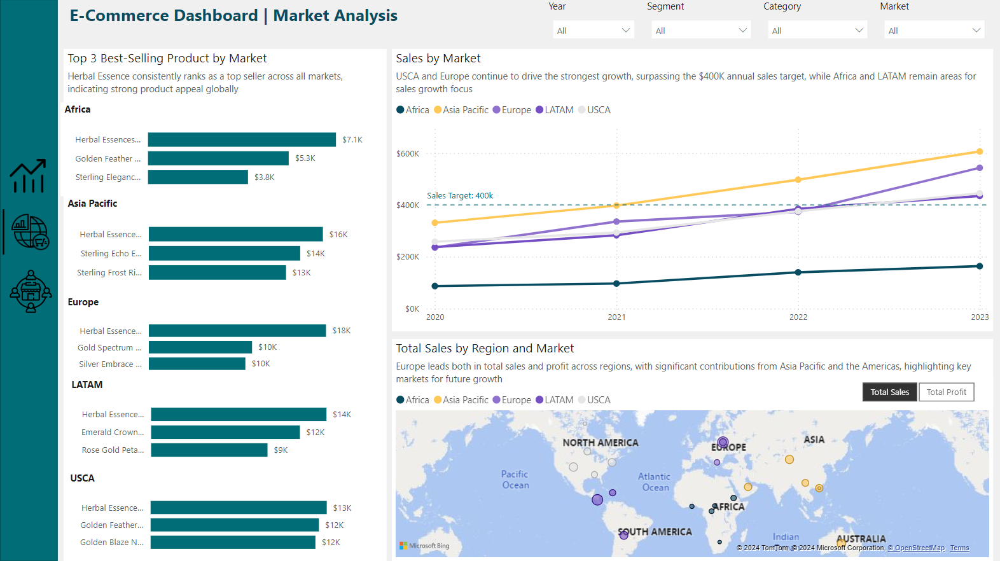 E-Commerce Dashboard | Market Analysis
Year
Segment
Category
Market
All
All
All
All
Top 3 Best-Selling Product by Market
Herbal Essence consistently ranks as a top seller across all markets,
indicating strong product appeal globally
Africa
Herbal Essences... $7.1K
Golden Feather ... $5.3K
Sterling Eleganc... $3.8K
Asia Pacific
Herbal Essence... $16K
Sterling Echo E... $14K
Sterling Frost Ri... $13K
Europe
Herbal Essence... $18K
Gold Spectrum ... $10K
Silver Embrace ... $10K
LATAM
Herbal Essence... $14K
Emerald Crown... $12K
Rose Gold Peta... $9K
USCA
Herbal Essence... $13K
Golden Feather... $12K
Golden Blaze N... $12K
Sales by Market
USCA and Europe continue to drive the strongest growth, surpassing the $400K annual sales target, while Africa and LATAM remain areas for
sales growth focus
Africa Asia Pacific Europe LATAM USCA
$600K
Sales Target: 400k
$400K
$200K
$0K
2020 2021 2022 2023
Total Sales by Region and Market
Europe leads both in total sales and profit across regions, with significant contributions from Asia Pacific and the Americas, highlighting key
markets for future growth
Total Sales Total Profit
Africa Asia Pacific Europe LATAM USCA
NORTH AMERICA
EUROPE
ASIA
Pacific
Ocean
Atlantic
Ocean
AFRICA
SOUTH AMERICA
Indian
AUSTRALIA
Microsoft Bing
© 2024 TomTom, © 2024 Microsoft Corporation, © OpenStreetMap Terms